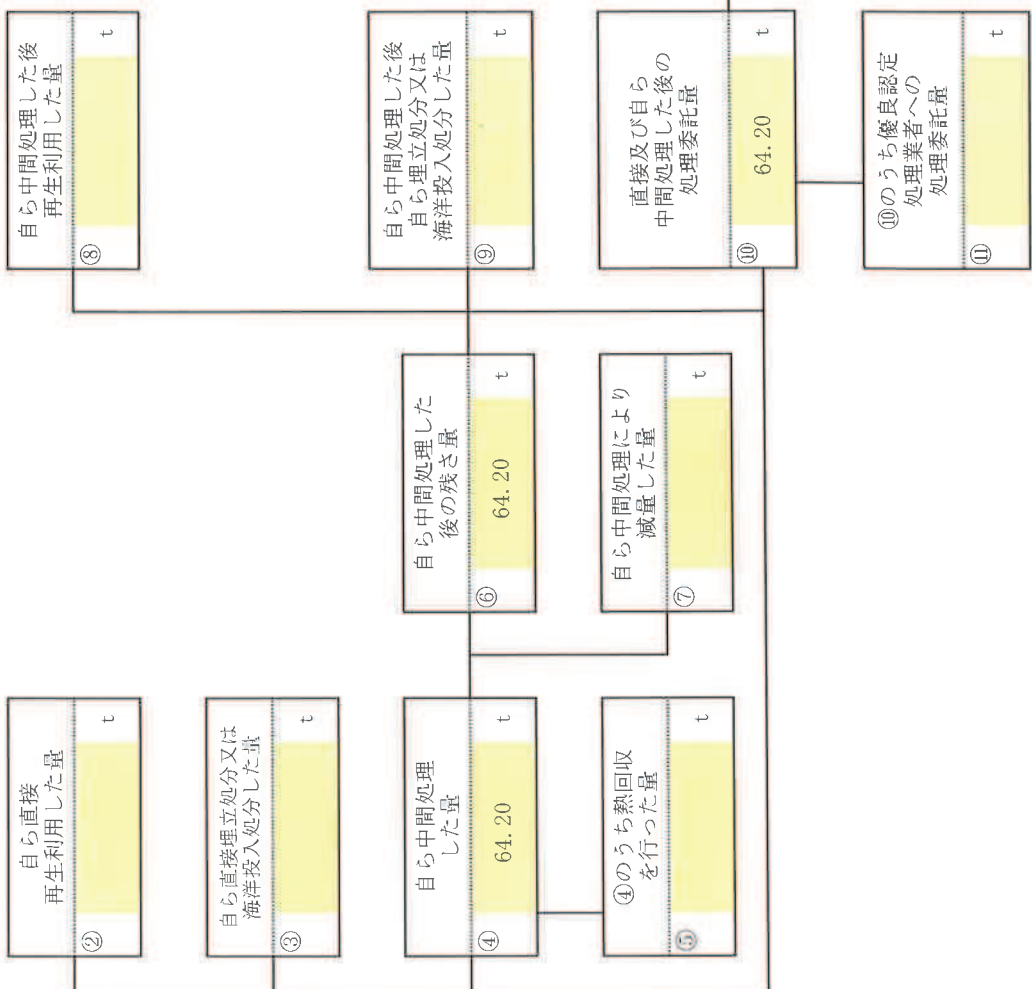 自ら直接
再生利用した量
② t
自ら直接埋立処分又は
海洋投入処分した量
③ t
自ら中間処理
した量
④ 64.20 t
④のうち熱回収
を行った量
⑤ t
自ら中間処理した
後の残さ量
⑥ 64.20 t
自ら中間処理により
減量した量
⑦ t
自ら中間処理した後
再生利用した量
⑧ t
自ら中間処理した後
自ら埋立処分又は
海洋投入処分した量
⑨ t
直接及び自ら
中間処理した後の
処理委託量
⑩ 64.20 t
⑩のうち優良認定
処理業者への
処理委託量
⑪ t